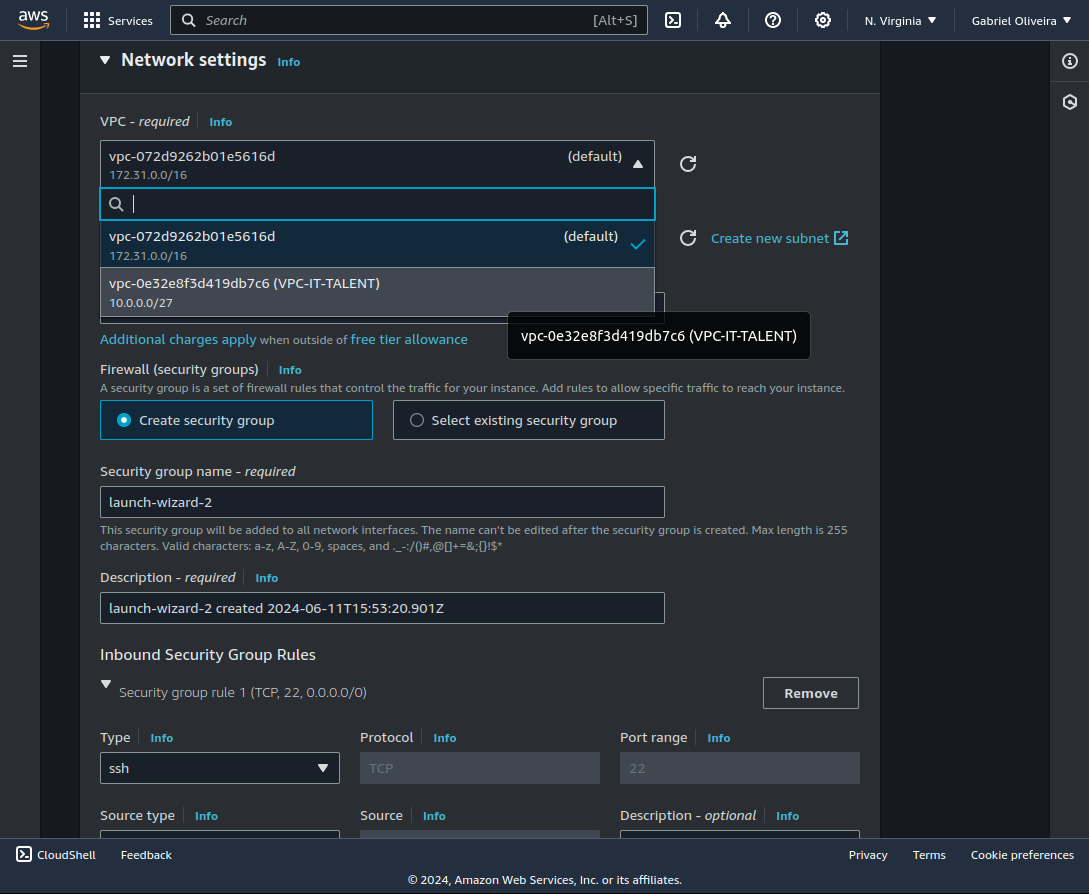 aws
Services
Search
[Alt+S]
N. Virginia
Gabriel Oliveira
Network settings Info
VPC - required Info
vpc-072d9262b01e5616d (default)
172.31.0.0/16
vpc-072d9262b01e5616d (default)
172.31.0.0/16
Create new subnet
vpc-0e32e8f3d419db7c6 (VPC-IT-TALENT)
10.0.0.0/27
vpc-0e32e8f3d419db7c6 (VPC-IT-TALENT)
Additional charges apply when outside of free tier allowance
Firewall (security groups) Info
A security group is a set of firewall rules that control the traffic for your instance. Add rules to allow specific traffic to reach your instance.
Create security group
Select existing security group
Security group name - required
launch-wizard-2
This security group will be added to all network interfaces. The name can't be edited after the security group is created. Max length is 255
characters. Valid characters: a-z, A-Z, 0-9, spaces, and ._-:/()#,@[]+=&;{}!$*
Description - required Info
launch-wizard-2 created 2024-06-11T15:53:20.901Z
Inbound Security Group Rules
Security group rule 1 (TCP, 22, 0.0.0.0/0)
Remove
Type Info
Protocol Info
Port range Info
ssh
TCP
22
Source type Info
Source Info
Description - optional Info
CloudShell
Feedback
Privacy
Terms
Cookie preferences
© 2024, Amazon Web Services, Inc. or its affiliates.